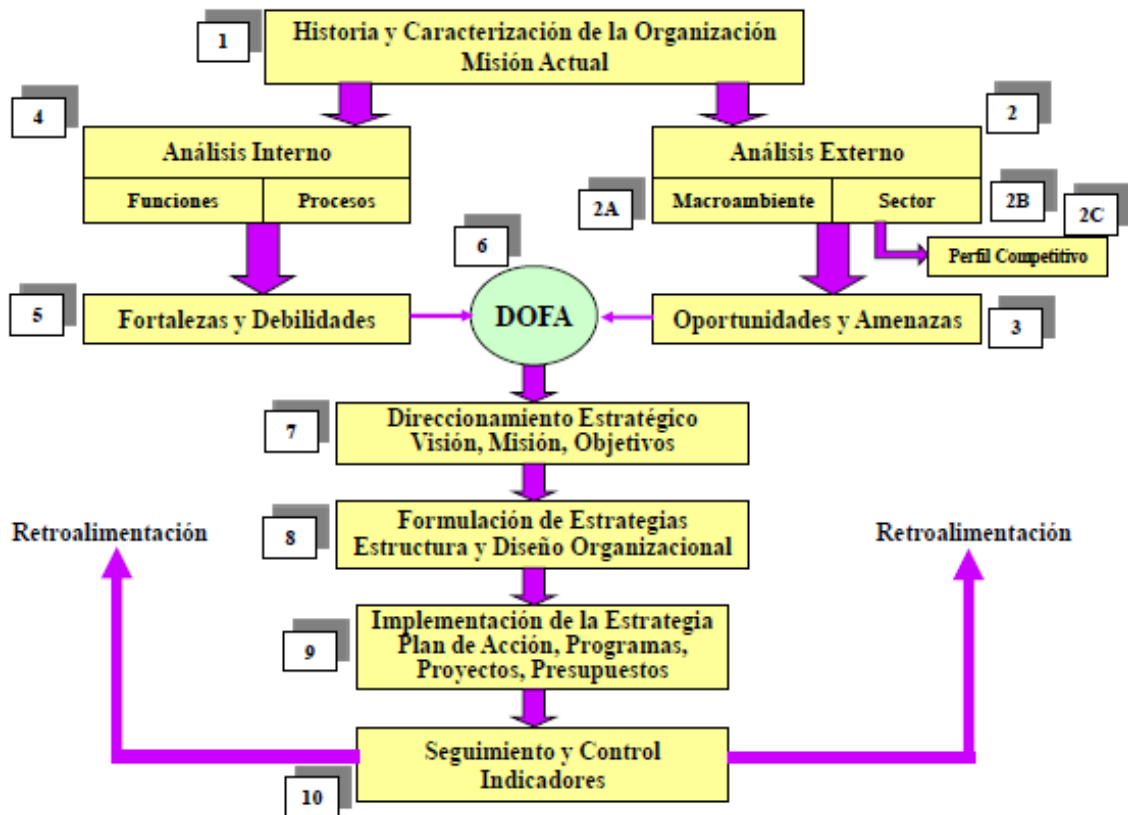 1
Historia y Caracterización de la Organización
Misión Actual
4
2
Análisis Interno
Análisis Externo
Funciones
Procesos
2A
Macroambiente
Sector
2B
2C
6
Perfil Competitivo
5
Fortalezas y Debilidades
DOFA
Oportunidades y Amenazas
3
7
Direccionamiento Estratégico
Visión, Misión, Objetivos
Retroalimentación
8
Formulación de Estrategias
Estructura y Diseño Organizacional
Retroalimentación
9
Implementación de la Estrategia
Plan de Acción, Programas,
Proyectos, Presupuestos
Seguimiento y Control
Indicadores
10